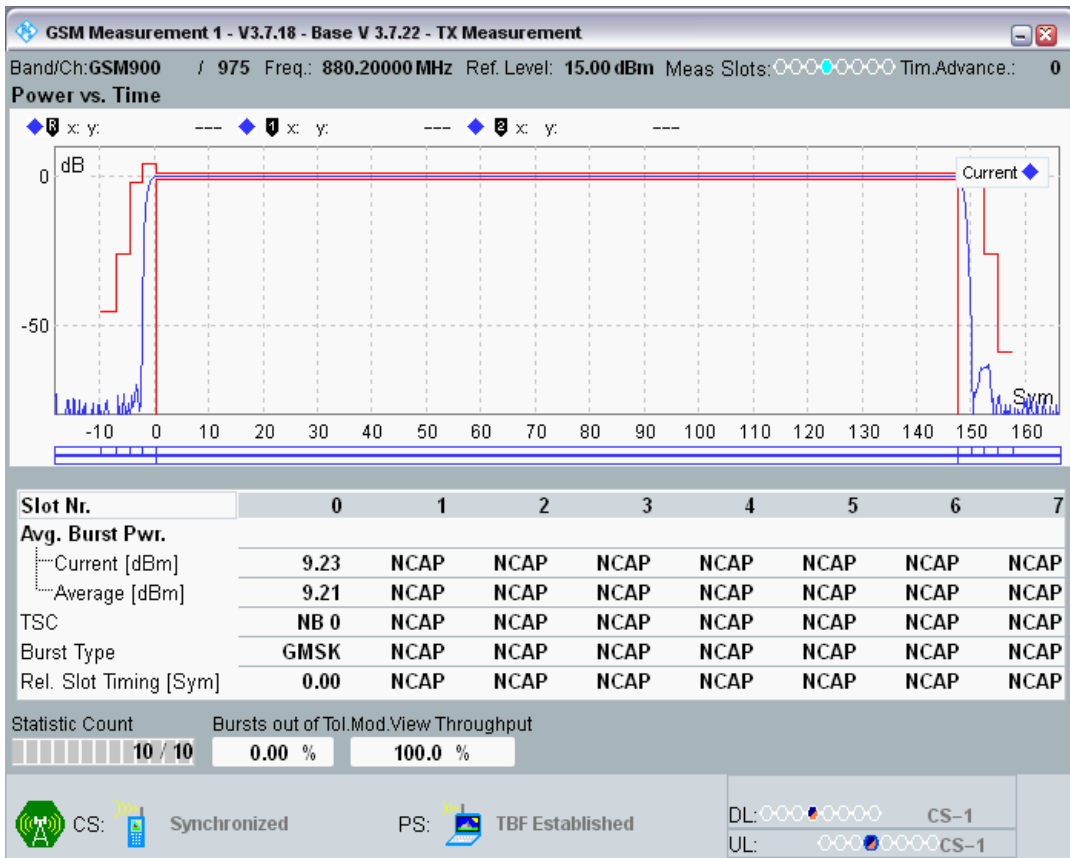 GSM Measurement 1 - V3.7.18 - Base V 3.7.22 - TX Measurement
Band/Ch:GSM900 / 975 Freq.: 880.20000 MHz Ref. Level: 15.00 dBm Meas Slots: Tim.Advance.: 0
Power vs. Time
R x: y: --- 1 x: y: --- 2 x: y: ---
dB
Current
0
-50
Sym
-10 0 10 20 30 40 50 60 70 80 90 100 110 120 130 140 150 160
Slot Nr. 0 1 2 3 4 5 6 7
Avg. Burst Pwr.
Current [dBm] 9.23 NCAP NCAP NCAP NCAP NCAP NCAP NCAP
Average [dBm] 9.21 NCAP NCAP NCAP NCAP NCAP NCAP NCAP
TSC NB 0 NCAP NCAP NCAP NCAP NCAP NCAP NCAP
Burst Type GMSK NCAP NCAP NCAP NCAP NCAP NCAP NCAP
Rel. Slot Timing [Sym] 0.00 NCAP NCAP NCAP NCAP NCAP NCAP NCAP
Statistic Count Bursts out of Tol.Mod.View Throughput
10 / 10 0.00 % 100.0 %
CS: Synchronized PS: TBF Established
DL: CS-1
UL: CS-1